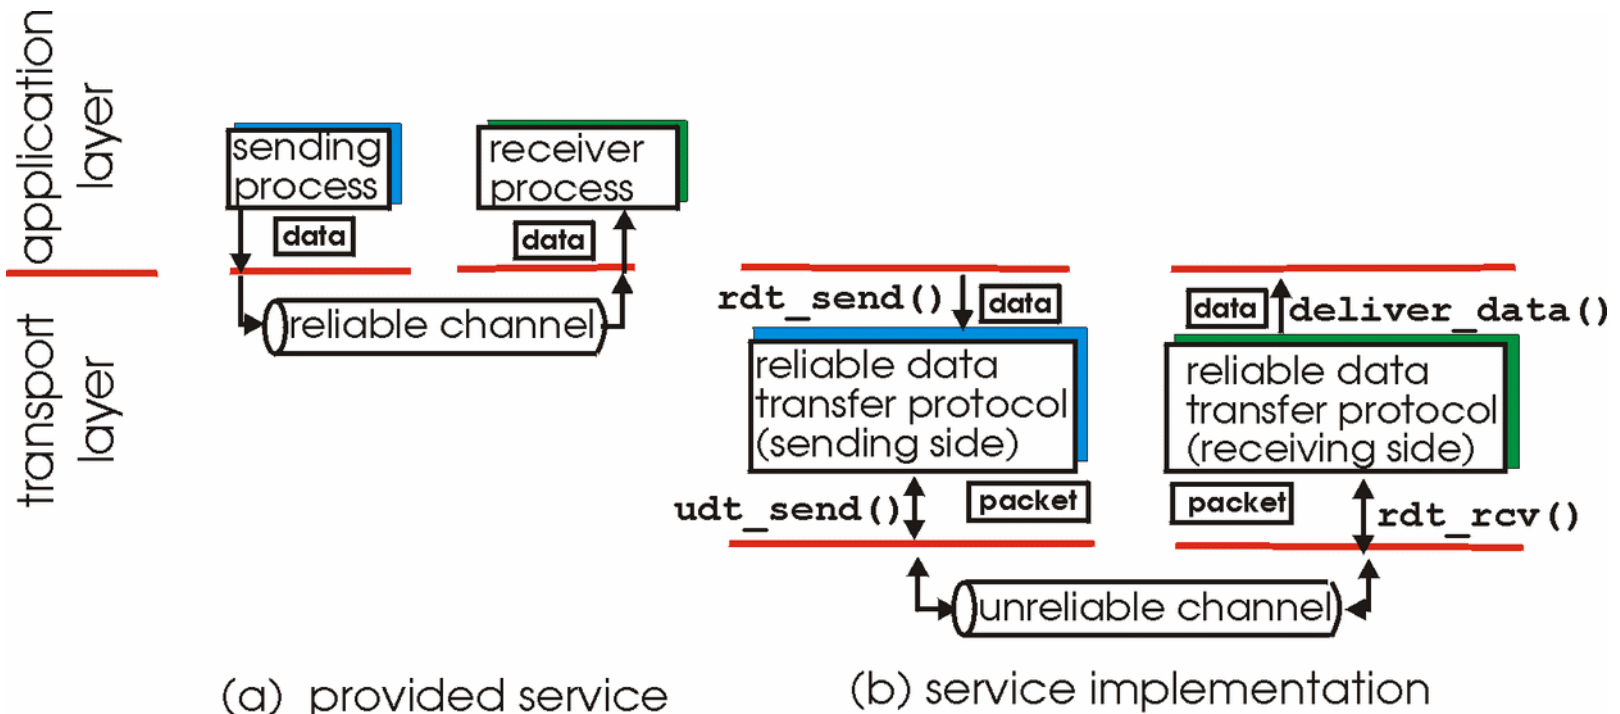 application
layer
transport
layer
sending
process
receiver
process
data
data
reliable channel
(a) provided service
rdt_send()
data
data
deliver_data()
reliable data
transfer protocol
(sending side)
reliable data
transfer protocol
(receiving side)
udt_send()
packet
packet
rdt_rcv()
unreliable channel
(b) service implementation